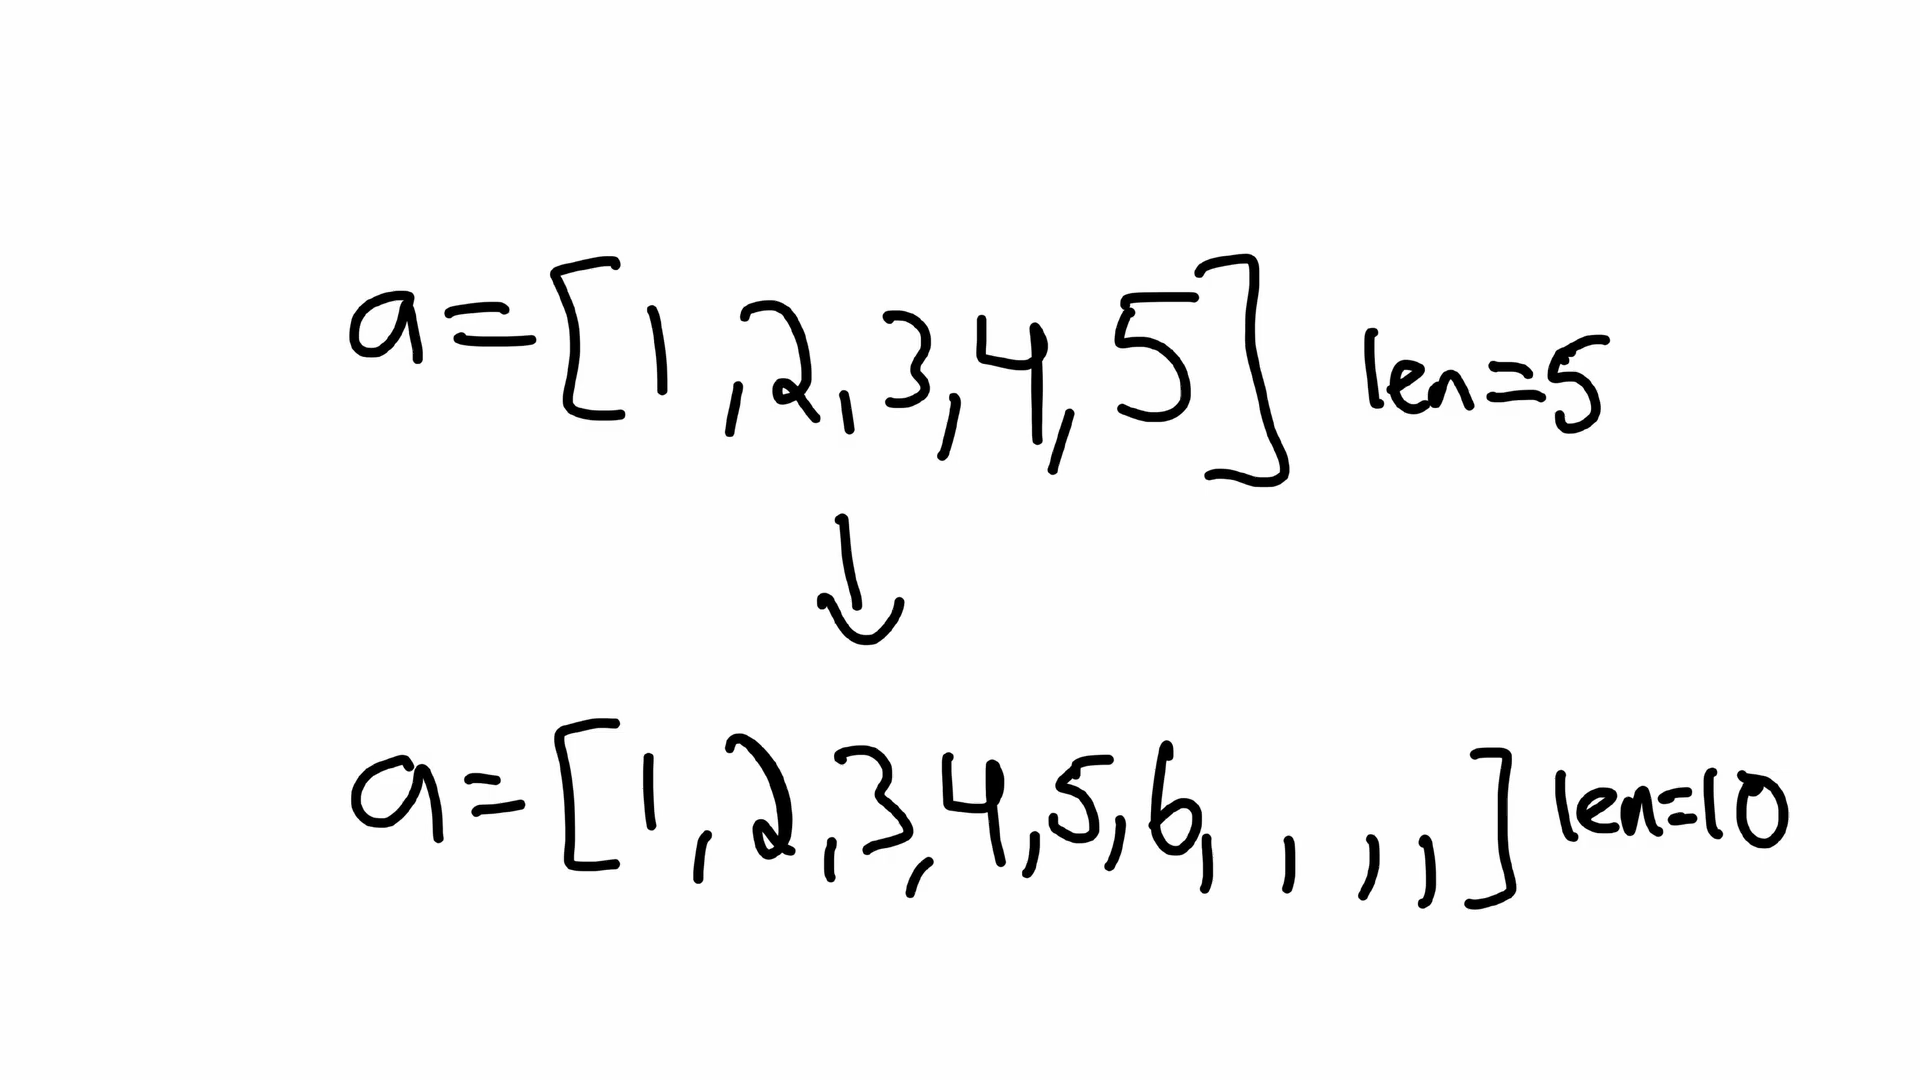 a=[1,2,3,4,5] len=5
↓
a=[1,2,3,4,5,6, , , , ] len=10